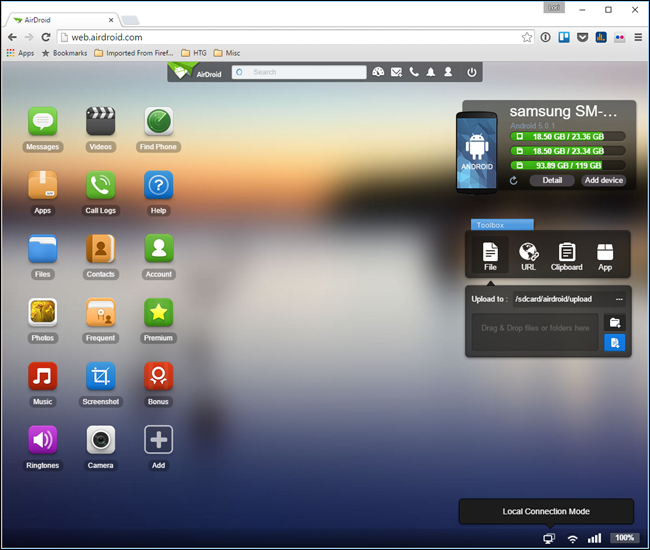 AirDroid
Lori
web.airdroid.com
Apps Bookmarks Imported From Firef... HTG Misc
AirDroid Search
samsung SM-...
Android 5.0.1
18.50 GB / 23.36 GB
18.50 GB / 23.34 GB
93.89 GB / 119 GB
ANDROID
Detail Add device
Messages Videos Find Phone
Apps Call Logs Help
Files Contacts Account
Photos Frequent Premium
Music Screenshot Bonus
Ringtones Camera Add
Toolbox
File URL Clipboard App
Upload to : /sdcard/airdroid/upload ...
Drag & Drop files or folders here
Local Connection Mode
100%